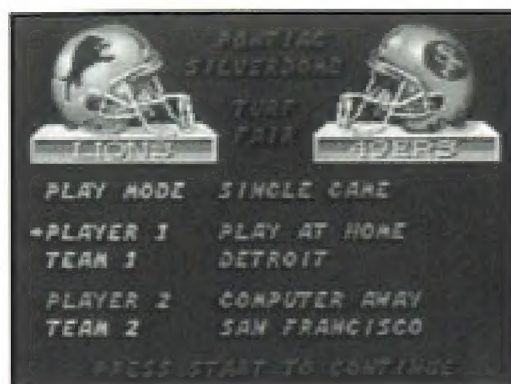 PONTIAC
SILVERDOME
TURF
FAIR
LIONS
49ERS
PLAY MODE SINGLE GAME
PLAYER 1 PLAY AT HOME
TEAM 1 DETROIT
PLAYER 2 COMPUTER AWAY
TEAM 2 SAN FRANCISCO
PRESS START TO CONTINUE